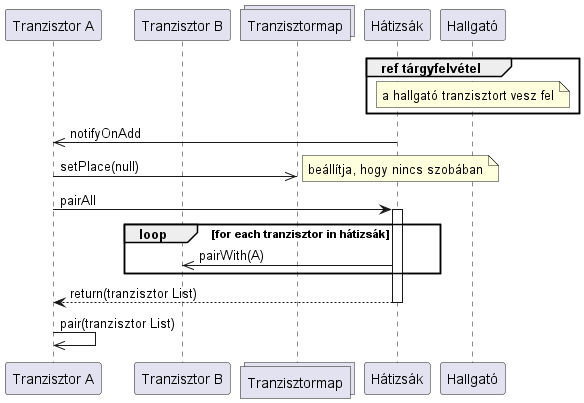 Tranzisztor A
Tranzisztor B
Tranzisztormap
Hátizsák
Hallgató
ref tárgyfelvétel
a hallgató tranzisztort vesz fel
notifyOnAdd
setPlace(null)
beállítja, hogy nincs szobában
pairAll
loop
[for each tranzisztor in hátizsák]
pairWith(A)
return(tranzisztor List)
pair(tranzisztor List)
Tranzisztor A
Tranzisztor B
Tranzisztormap
Hátizsák
Hallgató